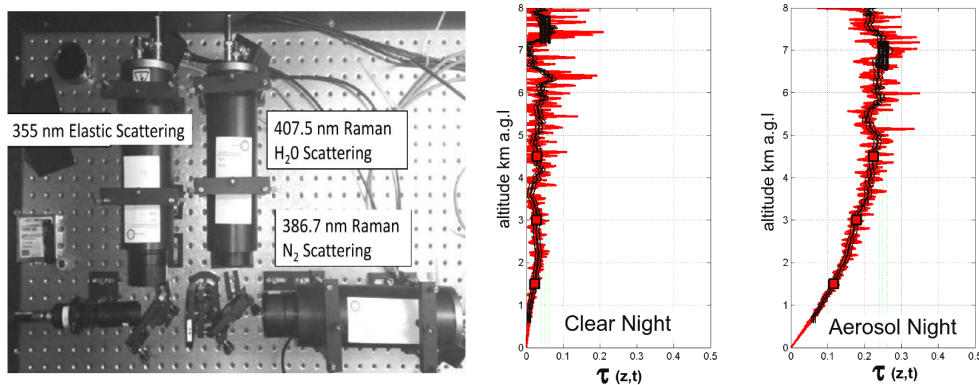 355 nm Elastic Scattering
407.5 nm Raman
H₂O Scattering
386.7 nm Raman
N₂ Scattering
altitude km a.g.l
8
7
6
5
4
3
2
1
0
0 0.1 0.2 0.3 0.4 0.5
Clear Night
τ (z,t)
altitude km a.g.l
8
7
6
5
4
3
2
1
0
0 0.1 0.2 0.3 0.4 0.5
Aerosol Night
τ (z,t)